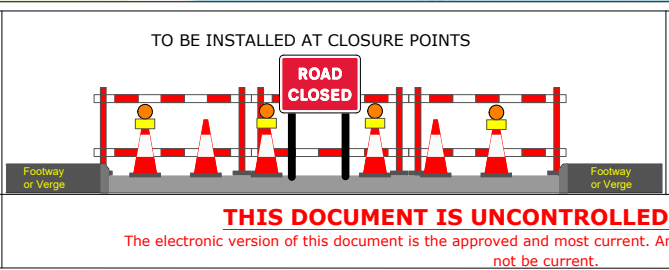 TO BE INSTALLED AT CLOSURE POINTS
ROAD
CLOSED
Footway
or Verge
Footway
or Verge
THIS DOCUMENT IS UNCONTROLLED
The electronic version of this document is the approved and most current. 
not be current.